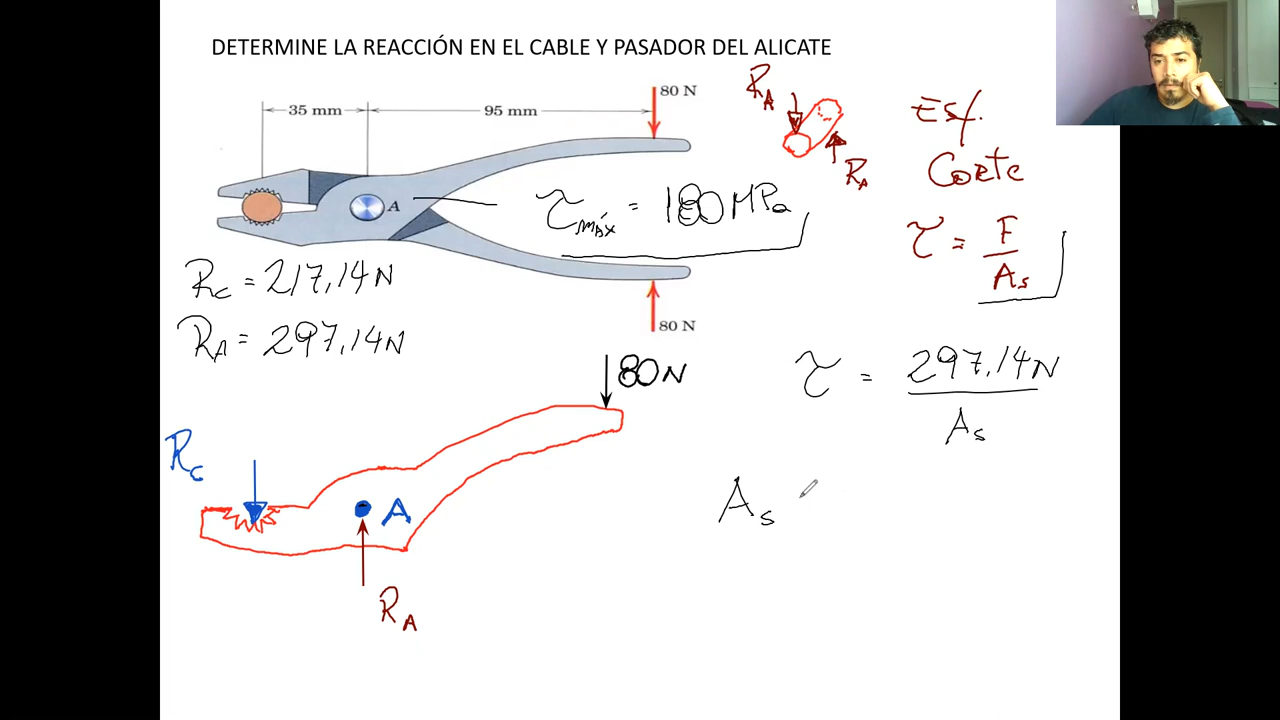 DETERMINE LA REACCIÓN EN EL CABLE Y PASADOR DEL ALICATE
80 N
35 mm
95 mm
A
80 N
τmáx = 180 MPa
Rc = 217,14 N
RA = 297,14 N
RA
RA
Esf.
Corte
τ = F / As
τ = 297,14 N / As
As
80 N
Rc
A
RA